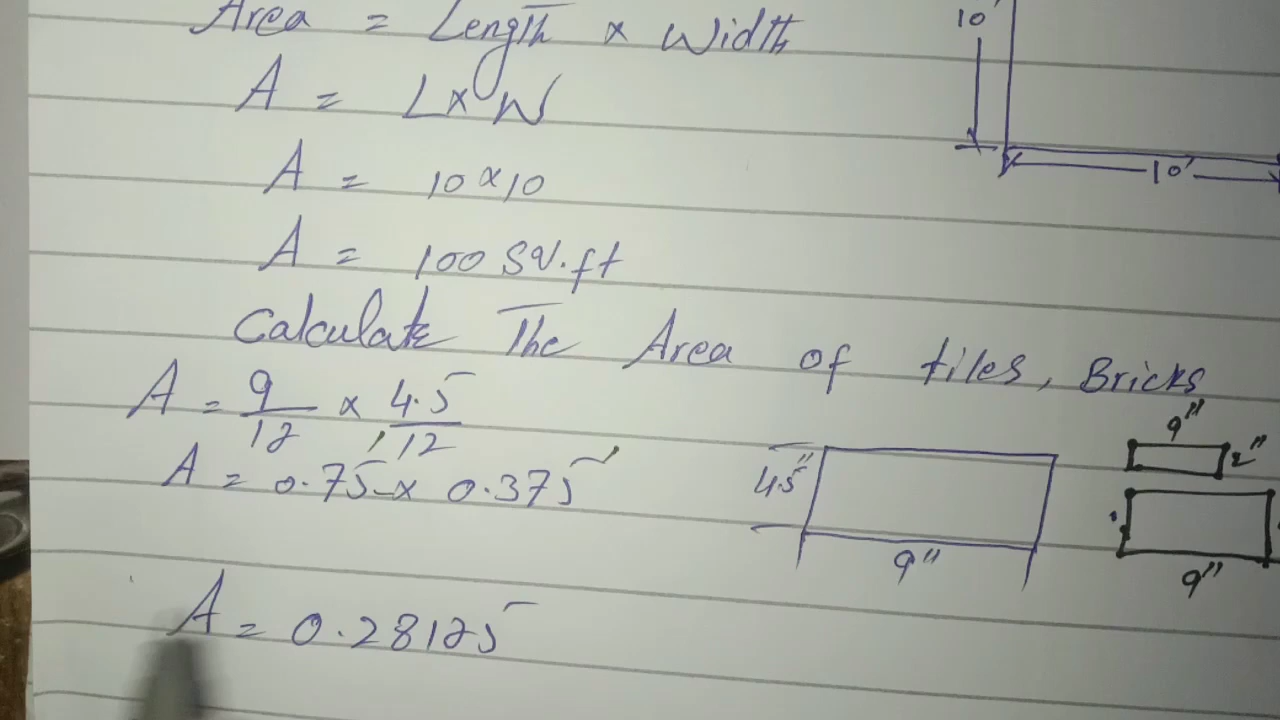 Area = Length x Width
10'
A = L x W
A = 10 x 10
10'
A = 100 SV.ft
Calculate The Area of tiles, Bricks
A = 9/12 x 4.5/12
A = 0.75 x 0.375
4.5"
9"
9"
2"
9"
A = 0.28125